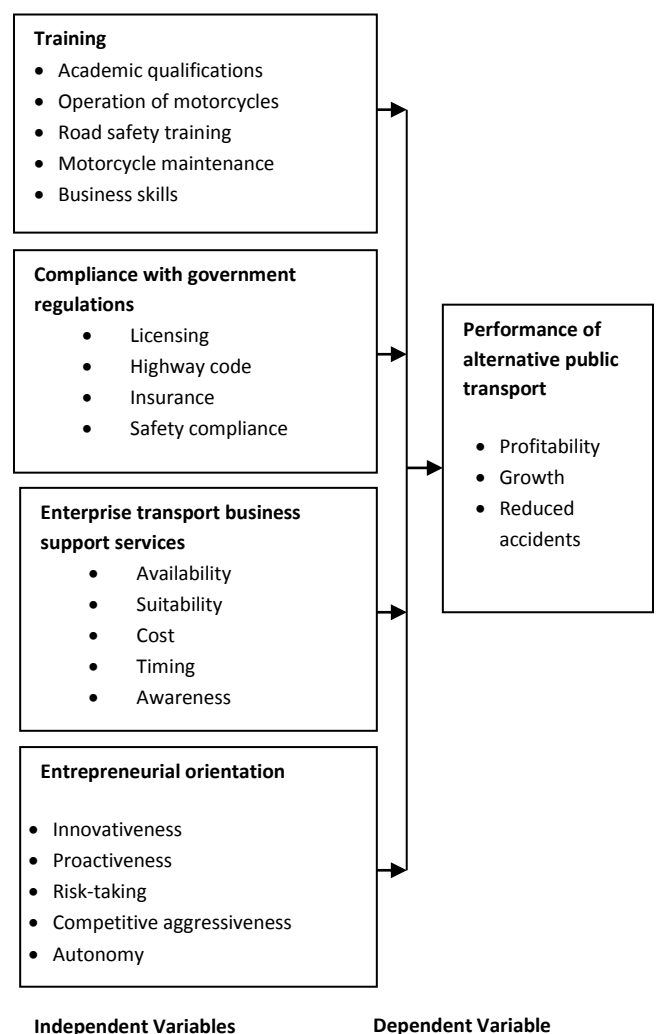 Training
• Academic qualifications
• Operation of motorcycles
• Road safety training
• Motorcycle maintenance
• Business skills
Compliance with government
regulations
• Licensing
• Highway code
• Insurance
• Safety compliance
Enterprise transport business
support services
• Availability
• Suitability
• Cost
• Timing
• Awareness
Entrepreneurial orientation
• Innovativeness
• Proactiveness
• Risk-taking
• Competitive aggressiveness
• Autonomy
Performance of
alternative public
transport
• Profitability
• Growth
• Reduced
accidents
Independent Variables
Dependent Variable